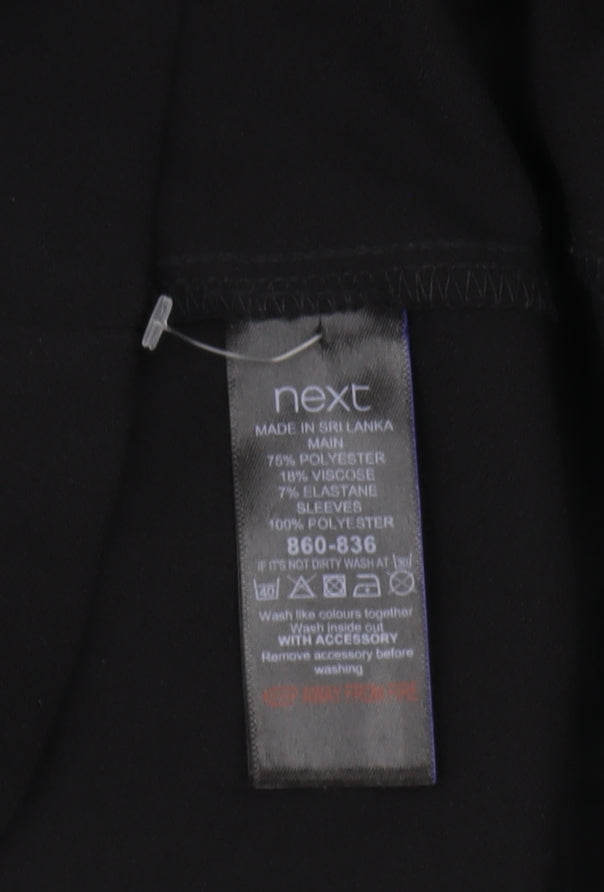 next
MADE IN SRI LANKA
MAIN
75% POLYESTER
18% VISCOSE
7% ELASTANE
SLEEVES
100% POLYESTER
860-836
IF IT'S NOT DIRTY WASH AT 30
40
Wash like colours together
Wash inside out
WITH ACCESSORY
Remove accessory before
washing
KEEP AWAY FROM FIRE